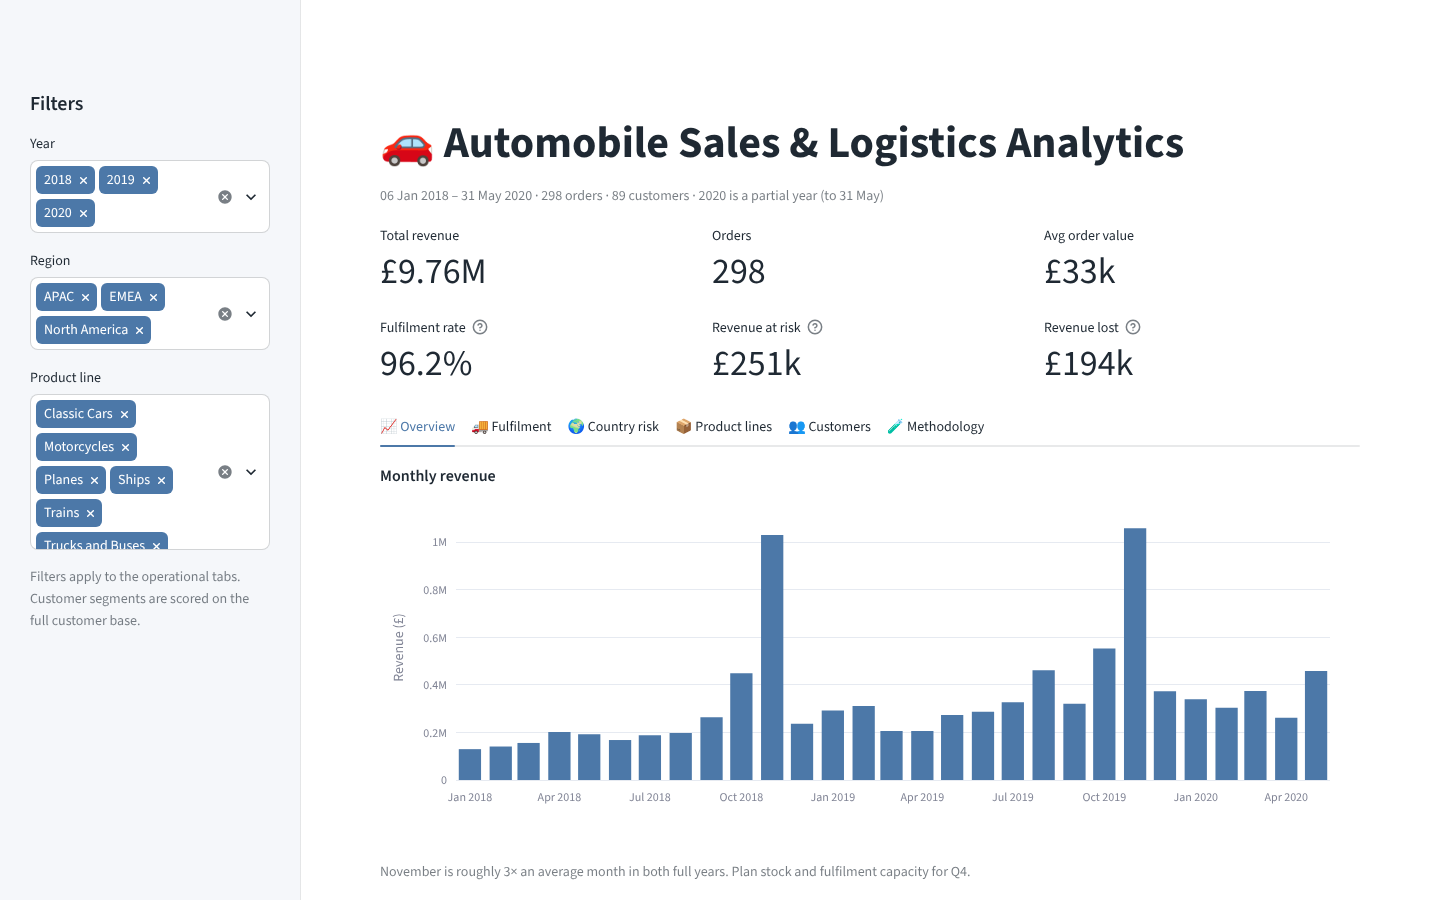 Filters
Year
2018 × 2019 ×
2020 ×
Region
APAC × EMEA ×
North America ×
Product line
Classic Cars ×
Motorcycles ×
Planes × Ships ×
Trains ×
Trucks and Buses ×
Filters apply to the operational tabs.
Customer segments are scored on the
full customer base.
🚗 Automobile Sales & Logistics Analytics
06 Jan 2018 – 31 May 2020 · 298 orders · 89 customers · 2020 is a partial year (to 31 May)
Total revenue Orders Avg order value
£9.76M 298 £33k
Fulfilment rate ? Revenue at risk ? Revenue lost ?
96.2% £251k £194k
📈 Overview 🚚 Fulfilment 🌍 Country risk 📦 Product lines 👥 Customers 🧪 Methodology
Monthly revenue
Revenue (£)
1M
0.8M
0.6M
0.4M
0.2M
0
Jan 2018 Apr 2018 Jul 2018 Oct 2018 Jan 2019 Apr 2019 Jul 2019 Oct 2019 Jan 2020 Apr 2020
November is roughly 3× an average month in both full years. Plan stock and fulfilment capacity for Q4.